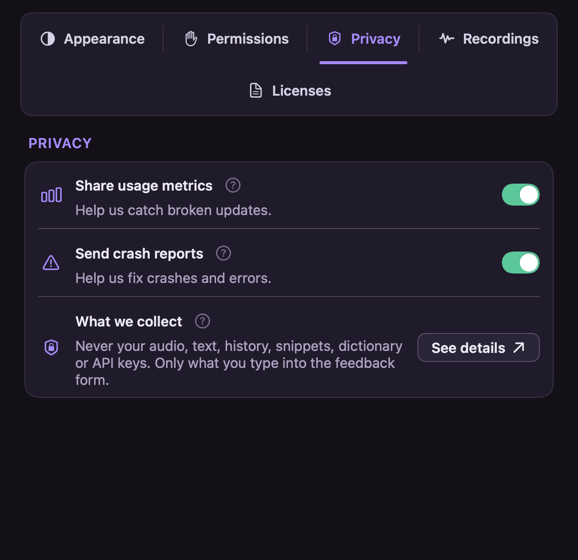 Appearance
Permissions
Privacy
Recordings
Licenses
PRIVACY
Share usage metrics ?
Help us catch broken updates.
Send crash reports ?
Help us fix crashes and errors.
What we collect ?
Never your audio, text, history, snippets, dictionary
or API keys. Only what you type into the feedback
form.
See details